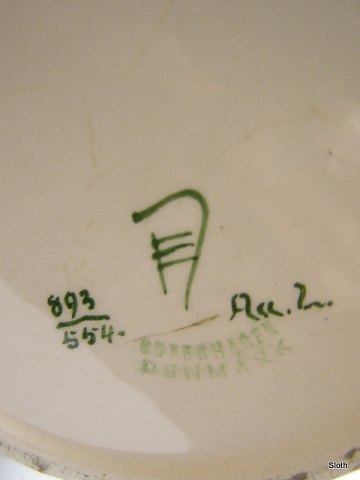 893
554.
COPENHAGEN
DENMARK
Sloth